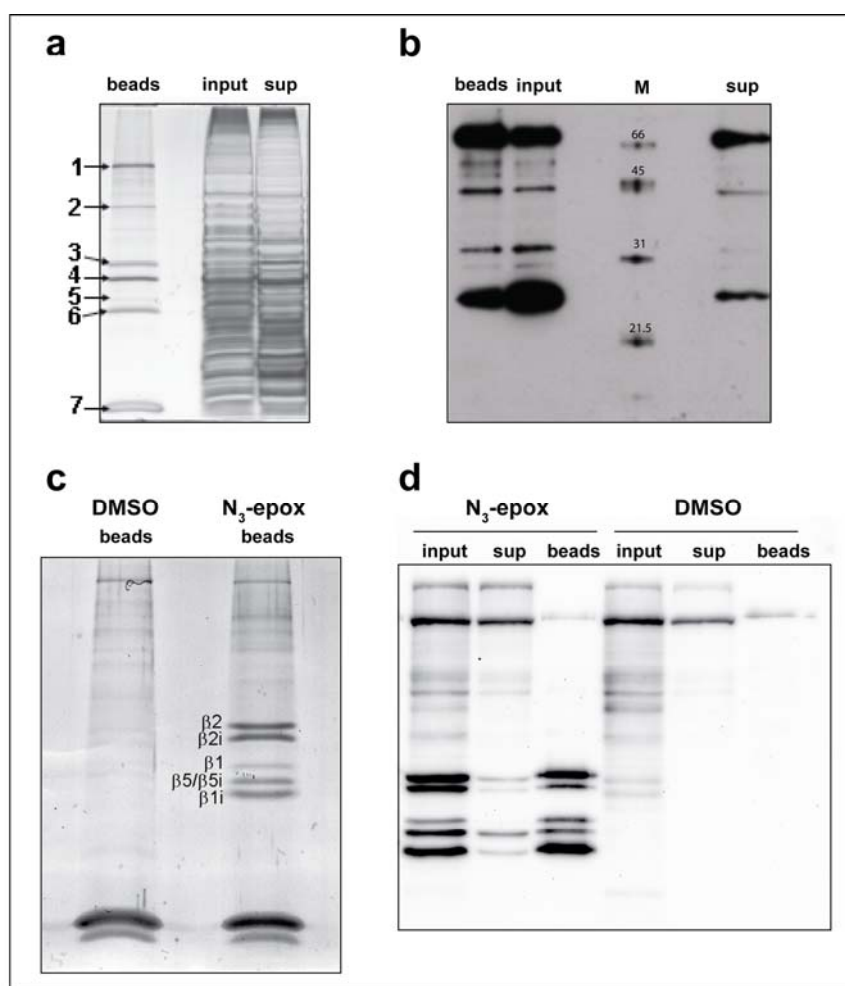 a
beads input sup
1
2
3
4
5
6
7
b
beads input M sup
66
45
31
21.5
c
DMSO N₃-epox
beads beads
β2
β2i
β1
β5/β5i
β1i
d
N₃-epox DMSO
input sup beads input sup beads